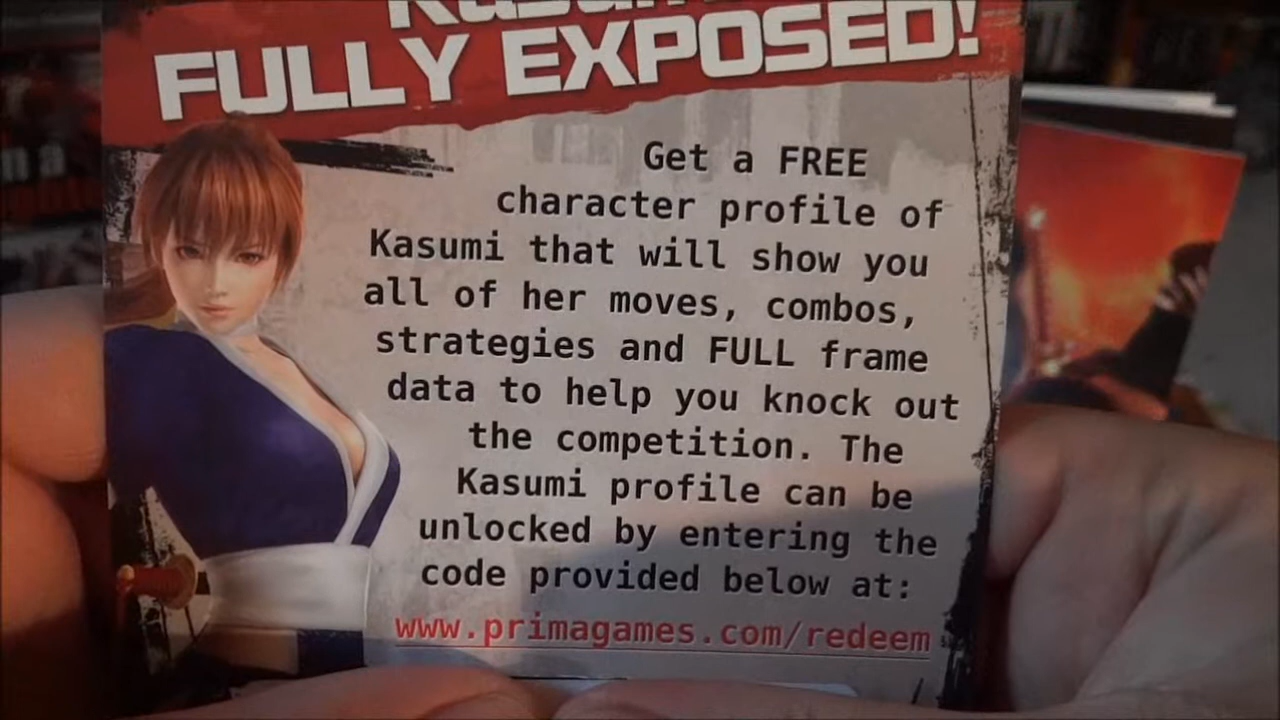 Kasumi
FULLY EXPOSED!
Get a FREE
character profile of
Kasumi that will show you
all of her moves, combos,
strategies and FULL frame
data to help you knock out
the competition. The
Kasumi profile can be
unlocked by entering the
code provided below at:
www.primagames.com/redeem